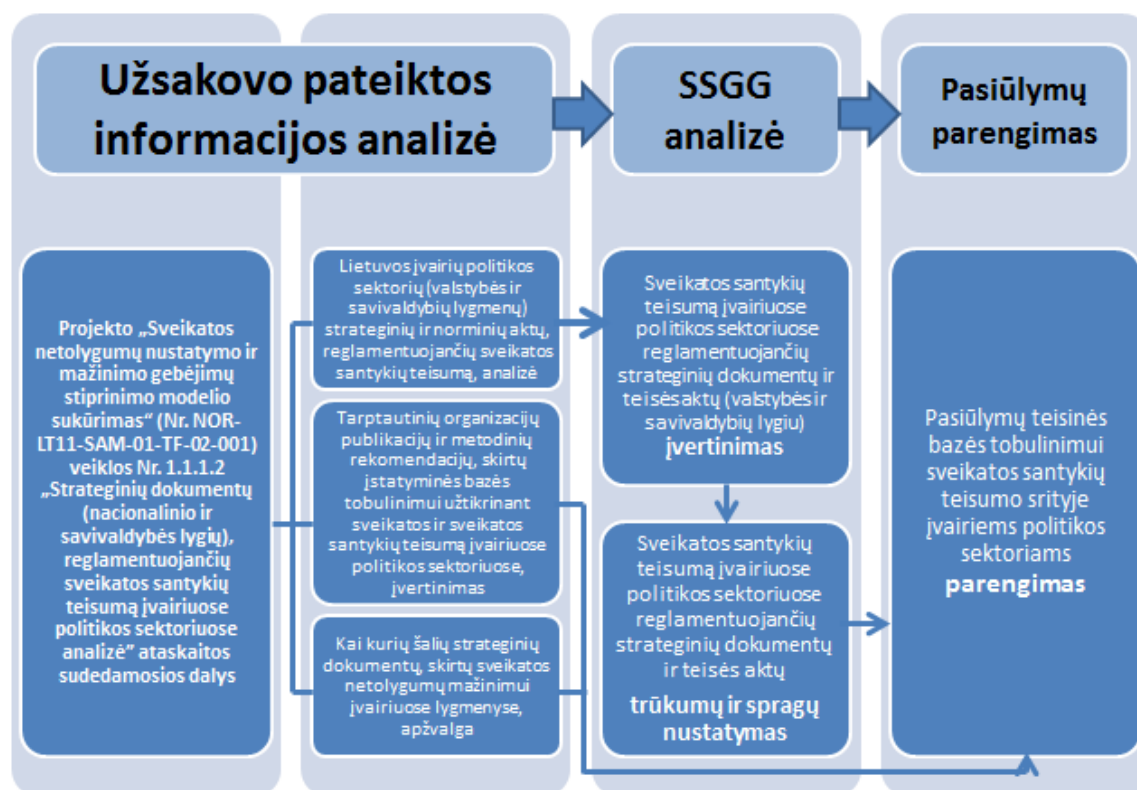 Užsakovo pateiktos
informacijos analizė
SSGG
analizė
Pasiūlymų
parengimas
Projekto „Sveikatos
netolygumų nustatymo ir
mažinimo gebėjimų
stiprinimo modelio
sukūrimas“ (Nr. NOR-
LT11-SAM-01-TF-02-001)
veiklos Nr. 1.1.1.2
„Strateginių dokumentų
(nacionalinio ir
savivaldybės lygių),
reglamentuojančių
sveikatos santykių
teisumą įvairiuose
politikos sektoriuose
analizė” ataskaitos
sudedamosios dalys
Lietuvos įvairių politikos
sektorių (valstybės ir
savivaldybių lygmenų)
strateginių ir norminių aktų,
reglamentuojančių sveikatos
santykių teisumą, analizė
Tarptautinių organizacijų
publikacijų ir metodinių
rekomendacijų, skirtų
įstatyminės bazės
tobulinimui užtikrinant
sveikatos ir sveikatos
santykių teisumą įvairiuose
politikos sektoriuose,
įvertinimas
Kai kurių šalių strateginių
dokumentų, skirtų sveikatos
netolygumų mažinimui
įvairiuose lygmenyse,
apžvalga
Sveikatos santykių
teisumą įvairiuose
politikos sektoriuose
reglamentuojančių
strateginių dokumentų ir
teisėsaktų (valstybės ir
savivaldybių lygiu)
įvertinimas
Sveikatos santykių
teisumą įvairiuose
politikos sektoriuose
reglamentuojančių
strateginių dokumentų
ir teisės aktų
trūkumų ir spragų
nustatymas
Pasiūlymų teisinės
bazės tobulinimui
sveikatos santykių
teisumo srityje
įvairiems politikos
sektoriams
parengimas